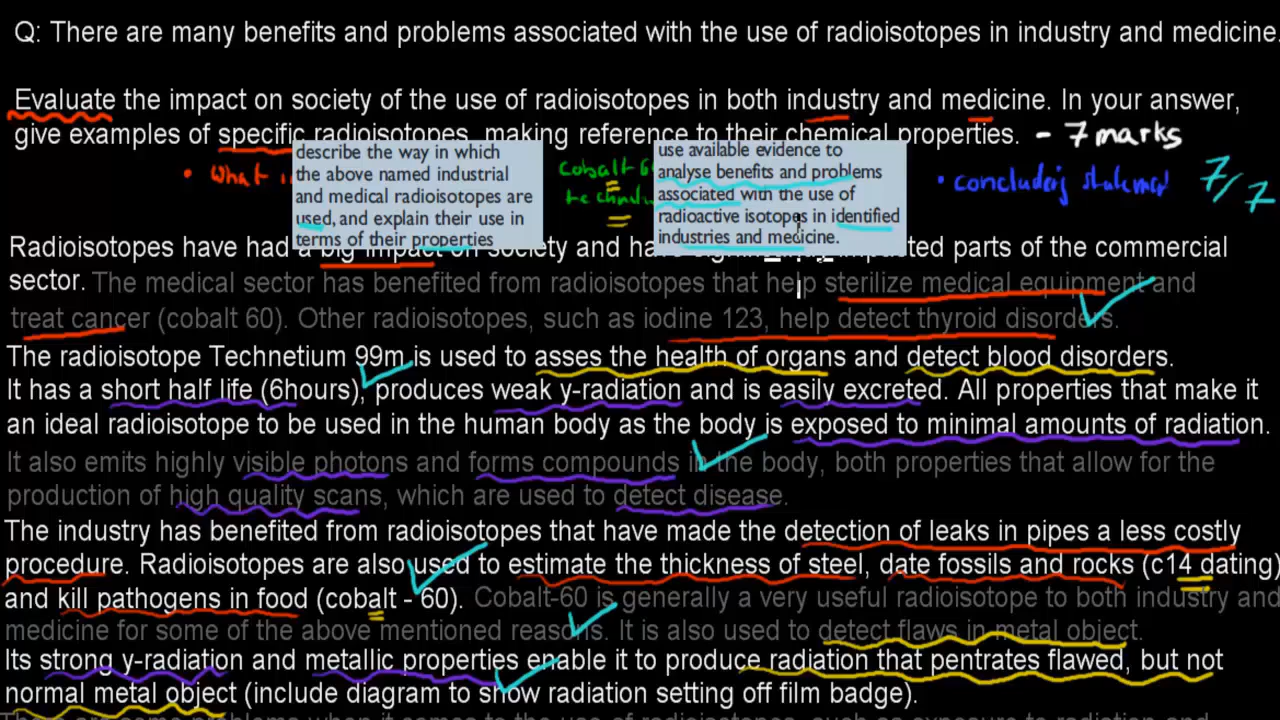 Q: There are many benefits and problems associated with the use of radioisotopes in industry and medicine.
Evaluate the impact on society of the use of radioisotopes in both industry and medicine. In your answer,
give examples of specific radioisotopes, making reference to their chemical properties. - 7 marks
• what
describe the way in which
the above named industrial
and medical radioisotopes are
used, and explain their use in
terms of their properties
cobalt
use available evidence to
analyse benefits and problems
associated with the use of
radioactive isotopes in identified
industries and medicine.
• concluding statement 7/7
Radioisotopes have had a big impact on society and parts of the commercial
sector. The medical sector has benefited from radioisotopes that help sterilize medical equipment and
treat cancer (cobalt 60). Other radioisotopes, such as iodine 123, help detect thyroid disorders.
The radioisotope Technetium 99m is used to asses the health of organs and detect blood disorders.
It has a short half life (6hours), produces weak y-radiation and is easily excreted. All properties that make it
an ideal radioisotope to be used in the human body as the body is exposed to minimal amounts of radiation.
It also emits highly visible photons and forms compounds in the body, both properties that allow for the
production of high quality scans, which are used to detect disease.
The industry has benefited from radioisotopes that have made the detection of leaks in pipes a less costly
procedure. Radioisotopes are also used to estimate the thickness of steel, date fossils and rocks (c14 dating)
and kill pathogens in food (cobalt - 60). Cobalt-60 is generally a very useful radioisotope to both industry and
medicine for some of the above mentioned reasons. It is also used to detect flaws in metal object.
Its strong y-radiation and metallic properties enable it to produce radiation that pentrates flawed, but not
normal metal object (include diagram to show radiation setting off film badge).